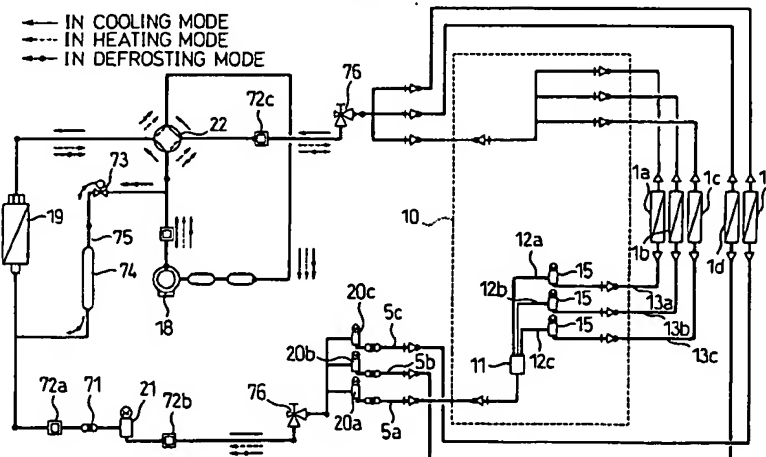 IN COOLING MODE
IN HEATING MODE
IN DEFROSTING MODE
76
72c
22
73
19
75
74
18
10
1a
1b
1c
1d
12a
15
12b
15
15
12c
11
13a
13b
13c
20c
5c
20b
5b
20a
5a
76
72a
71
21
72b